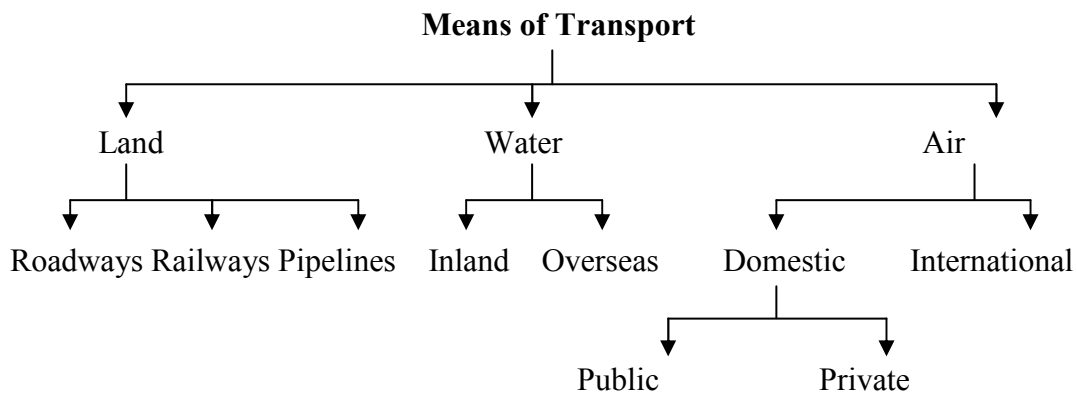 Means of Transport
Land Water Air
Roadways Railways Pipelines Inland Overseas Domestic International
Public Private